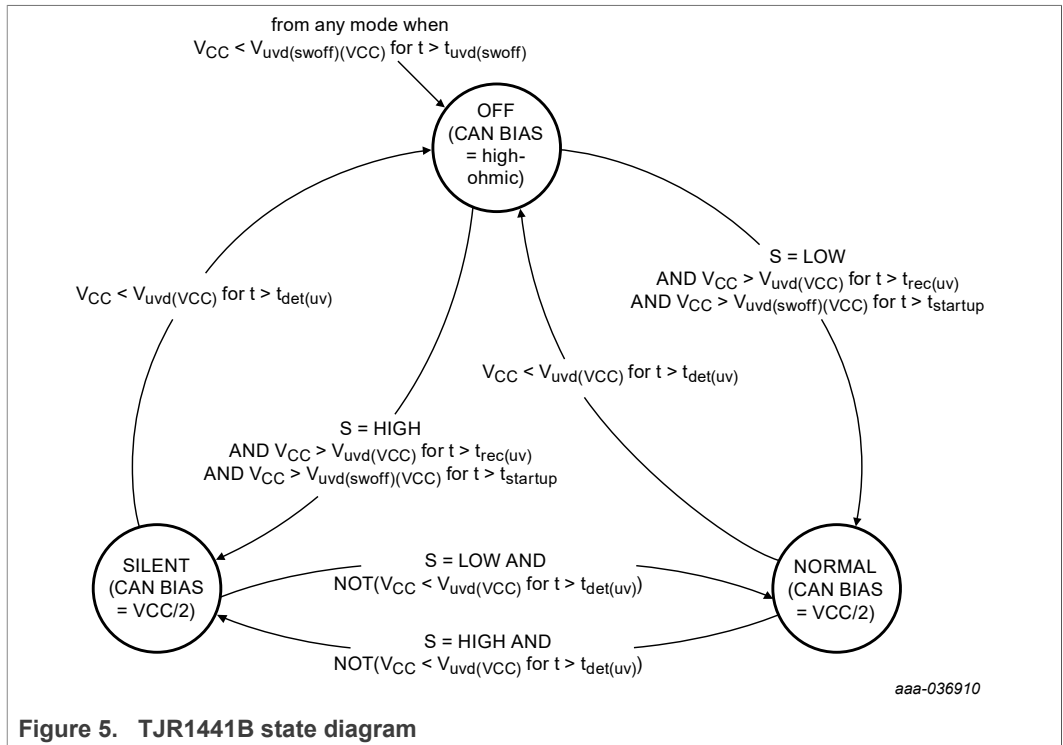 from any mode when
VCC < Vuvd(swoff)(VCC) for t > tuvd(swoff)
OFF
(CAN BIAS
= high-
ohmic)
S = LOW
AND VCC > Vuvd(VCC) for t > trec(uv)
AND VCC > Vuvd(swoff)(VCC) for t > tstartup
VCC < Vuvd(VCC) for t > tdet(uv)
VCC < Vuvd(VCC) for t > tdet(uv)
S = HIGH
AND VCC > Vuvd(VCC) for t > trec(uv)
AND VCC > Vuvd(swoff)(VCC) for t > tstartup
SILENT
(CAN BIAS
= VCC/2)
S = LOW AND
NOT(VCC < Vuvd(VCC) for t > tdet(uv))
NORMAL
(CAN BIAS
= VCC/2)
S = HIGH AND
NOT(VCC < Vuvd(VCC) for t > tdet(uv))
aaa-036910
Figure 5. TJR1441B state diagram